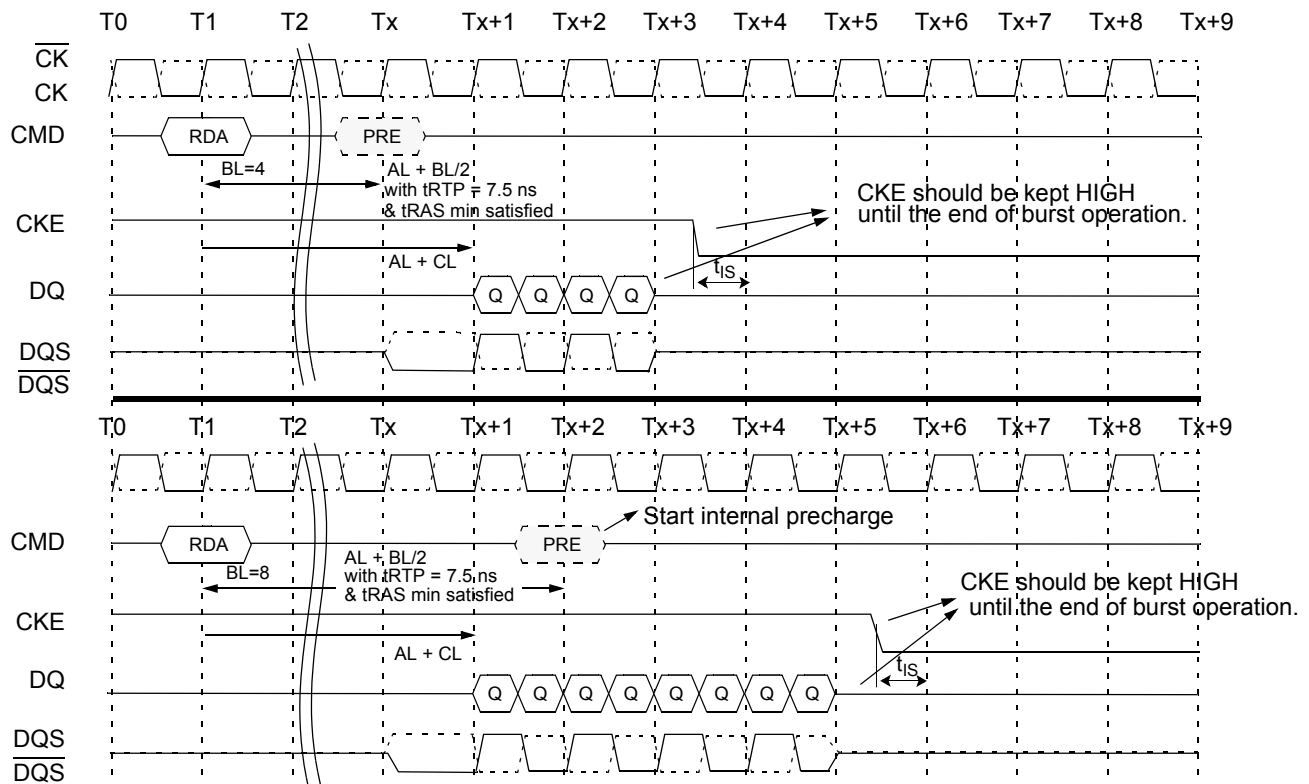 T0 T1 T2 Tx Tx+1 Tx+2 Tx+3 Tx+4 Tx+5 Tx+6 Tx+7 Tx+8 Tx+9
CK
CK
CMD RDA PRE
BL=4 AL + BL/2
with tRTP = 7.5 ns
& tRAS min satisfied
CKE should be kept HIGH
until the end of burst operation.
CKE
AL + CL
tIS
DQ Q Q Q Q
DQS
DQS
T0 T1 T2 Tx Tx+1 Tx+2 Tx+3 Tx+4 Tx+5 Tx+6 Tx+7 Tx+8 Tx+9
Start internal precharge
CMD RDA PRE
BL=8 AL + BL/2
with tRTP = 7.5 ns
& tRAS min satisfied
CKE should be kept HIGH
until the end of burst operation.
CKE
AL + CL
tIS
DQ Q Q Q Q Q Q Q Q
DQS
DQS